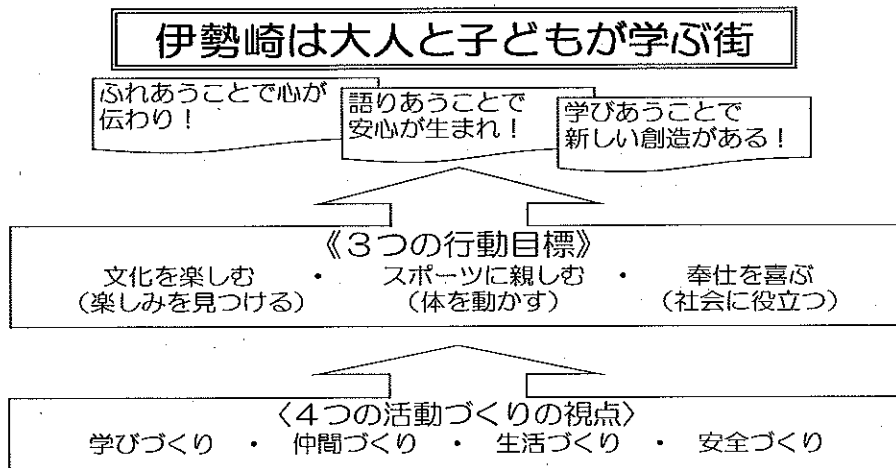 伊勢崎は大人と子どもが学ぶ街
ふれあうことで心が
伝わり！
語りあうことで
安心が生まれ！
学びあうことで
新しい創造がある！
《３つの行動目標》
文化を楽しむ ・ スポーツに親しむ ・ 奉仕を喜ぶ
(楽しみを見つける) (体を動かす) (社会に役立つ)
〈４つの活動づくりの視点〉
学びづくり ・ 仲間づくり ・ 生活づくり ・ 安全づくり